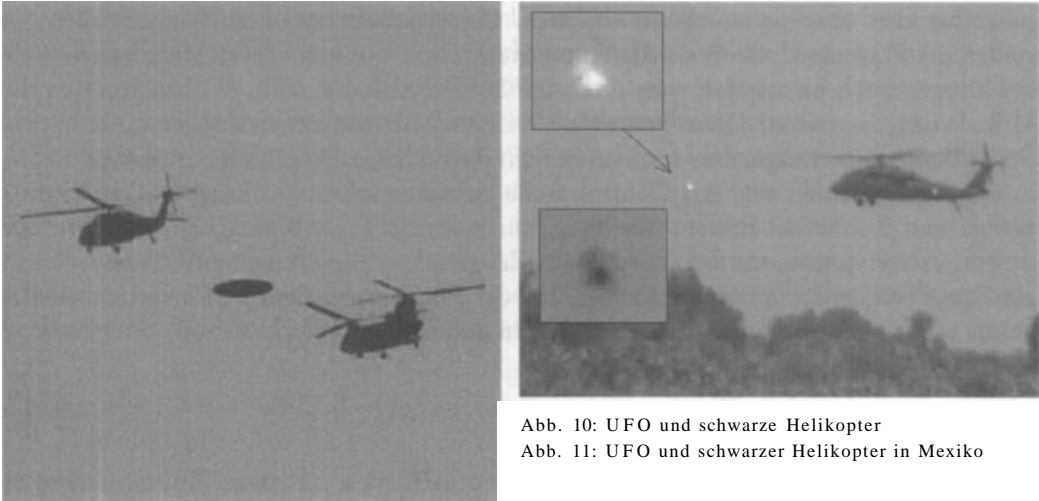 Abb. 10: UFO und schwarze Helikopter
Abb. 11: UFO und schwarzer Helikopter in Mexiko